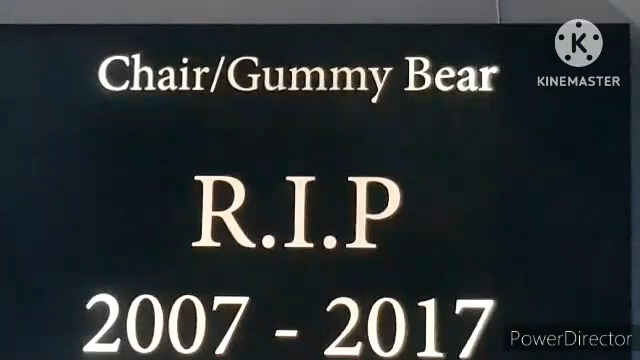 Chair/Gummy Bear
KINEMASTER
R.I.P
2007 - 2017
PowerDirector